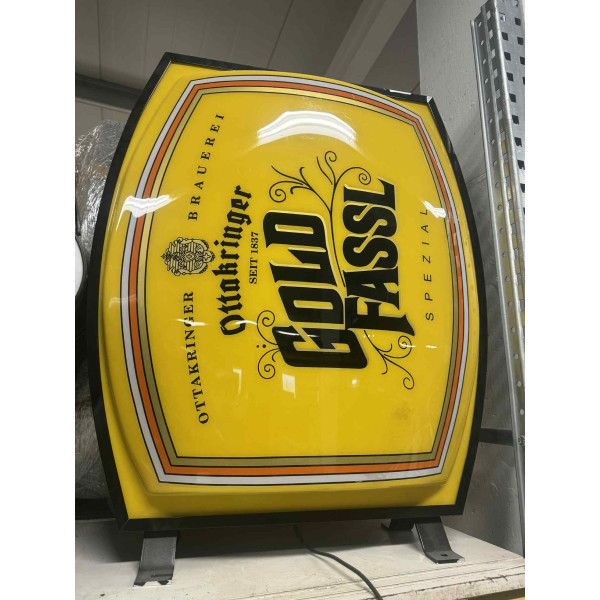 OTTAKRINGER BRAUEREI
Ottakringer
SEIT 1837
GOLD
FASSL
SPEZIAL